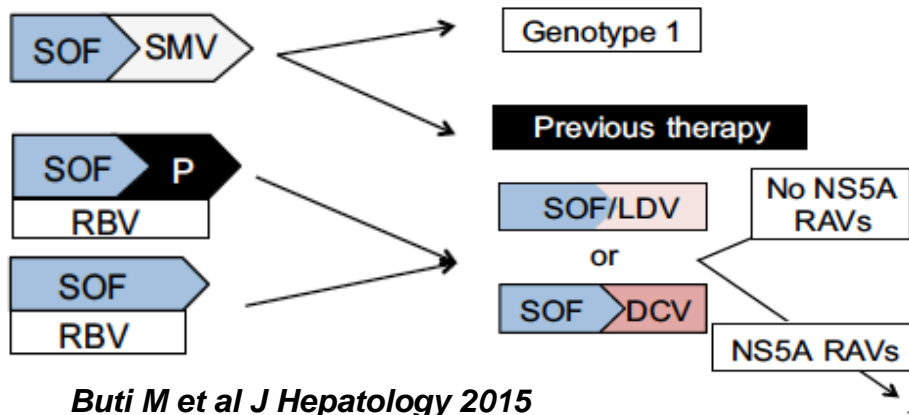 SOF SMV
Genotype 1
Previous therapy
SOF P
RBV
SOF/LDV
No NS5A
RAVs
or
SOF
RBV
SOF DCV
NS5A RAVs
Buti M et al J Hepatology 2015